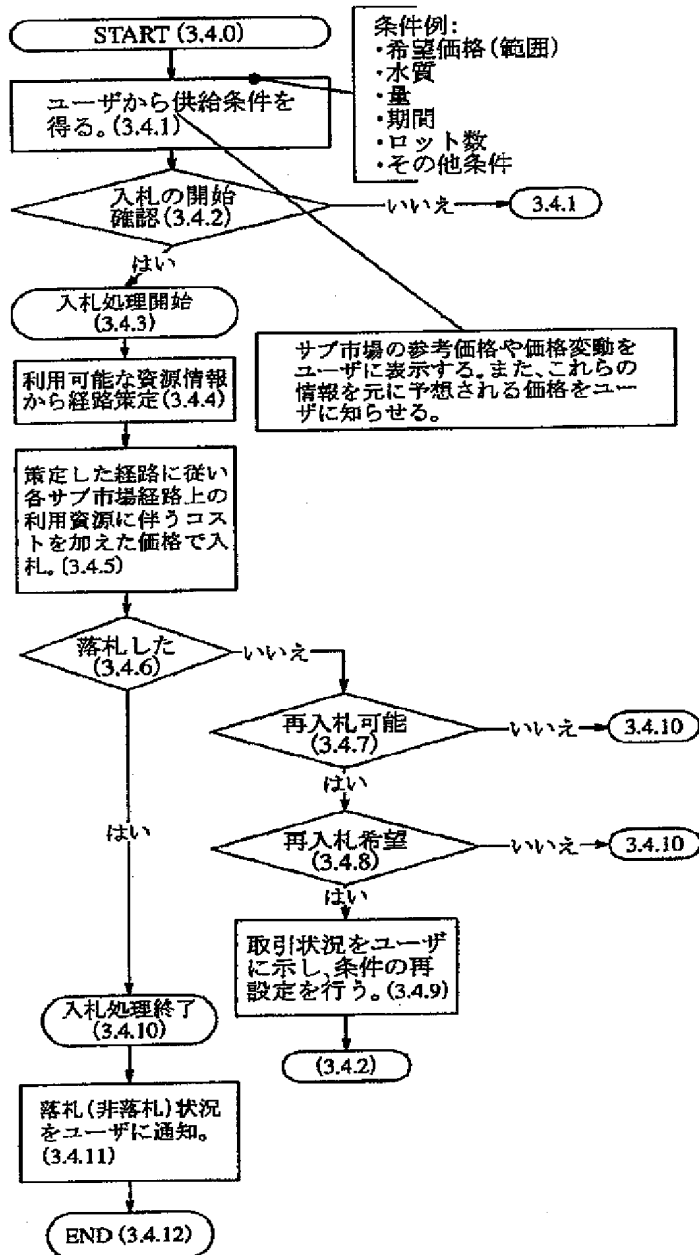 START (3.4.0)
条件例:
・希望価格(範囲)
・水質
・量
・期間
・ロット数
・その他条件
ユーザから供給条件を
得る。(3.4.1)
入札の開始
確認(3.4.2)
いいえ
3.4.1
はい
入札処理開始
(3.4.3)
サブ市場の参考価格や価格変動を
ユーザに表示する。また、これらの
情報を元に予想される価格をユー
ザに知らせる。
利用可能な資源情報
から経路策定(3.4.4)
策定した経路に従い
各サブ市場経路上の
利用資源に伴うコス
トを加えた価格で入
札。(3.4.5)
落札した
(3.4.6)
いいえ
再入札可能
(3.4.7)
いいえ
3.4.10
はい
はい
再入札希望
(3.4.8)
いいえ
3.4.10
はい
取引状況をユーザ
に示し、条件の再
設定を行う。(3.4.9)
(3.4.2)
入札処理終了
(3.4.10)
落札(非落札)状況
をユーザに通知。
(3.4.11)
END (3.4.12)